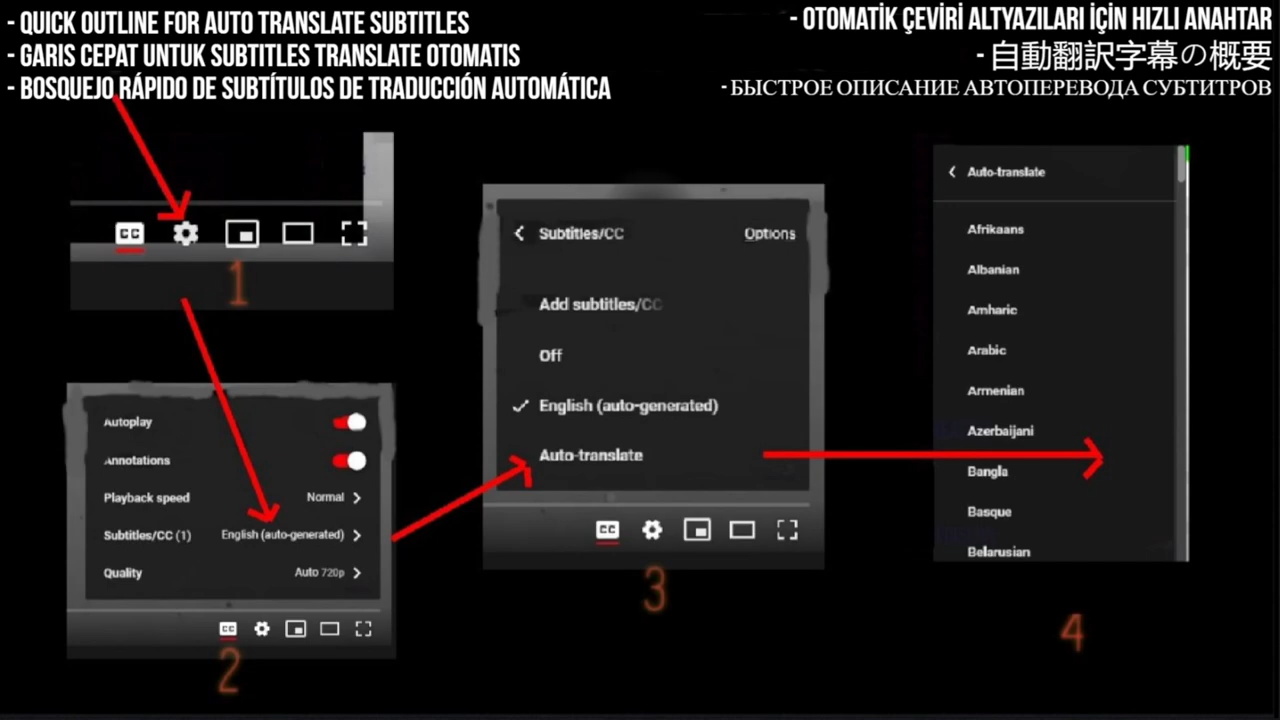 - QUICK OUTLINE FOR AUTO TRANSLATE SUBTITLES
- GARIS CEPAT UNTUK SUBTITLES TRANSLATE OTOMATIS
- BOSQUEJO RÁPIDO DE SUBTÍTULOS DE TRADUCCIÓN AUTOMÁTICA
- OTOMATİK ÇEVİRİ ALTYAZILARI İÇİN HIZLI ANAHTAR
- 自動翻訳字幕の概要
- БЫСТРОЕ ОПИСАНИЕ АВТОПЕРЕВОДА СУБТИТРОВ
CC
1
Autoplay
Annotations
Playback speed Normal
Subtitles/CC (1) English (auto-generated)
Quality Auto 720p
CC
2
Subtitles/CC Options
Add subtitles/CC
Off
English (auto-generated)
Auto-translate
CC
3
Auto-translate
Afrikaans
Albanian
Amharic
Arabic
Armenian
Azerbaijani
Bangla
Basque
Belarusian
4